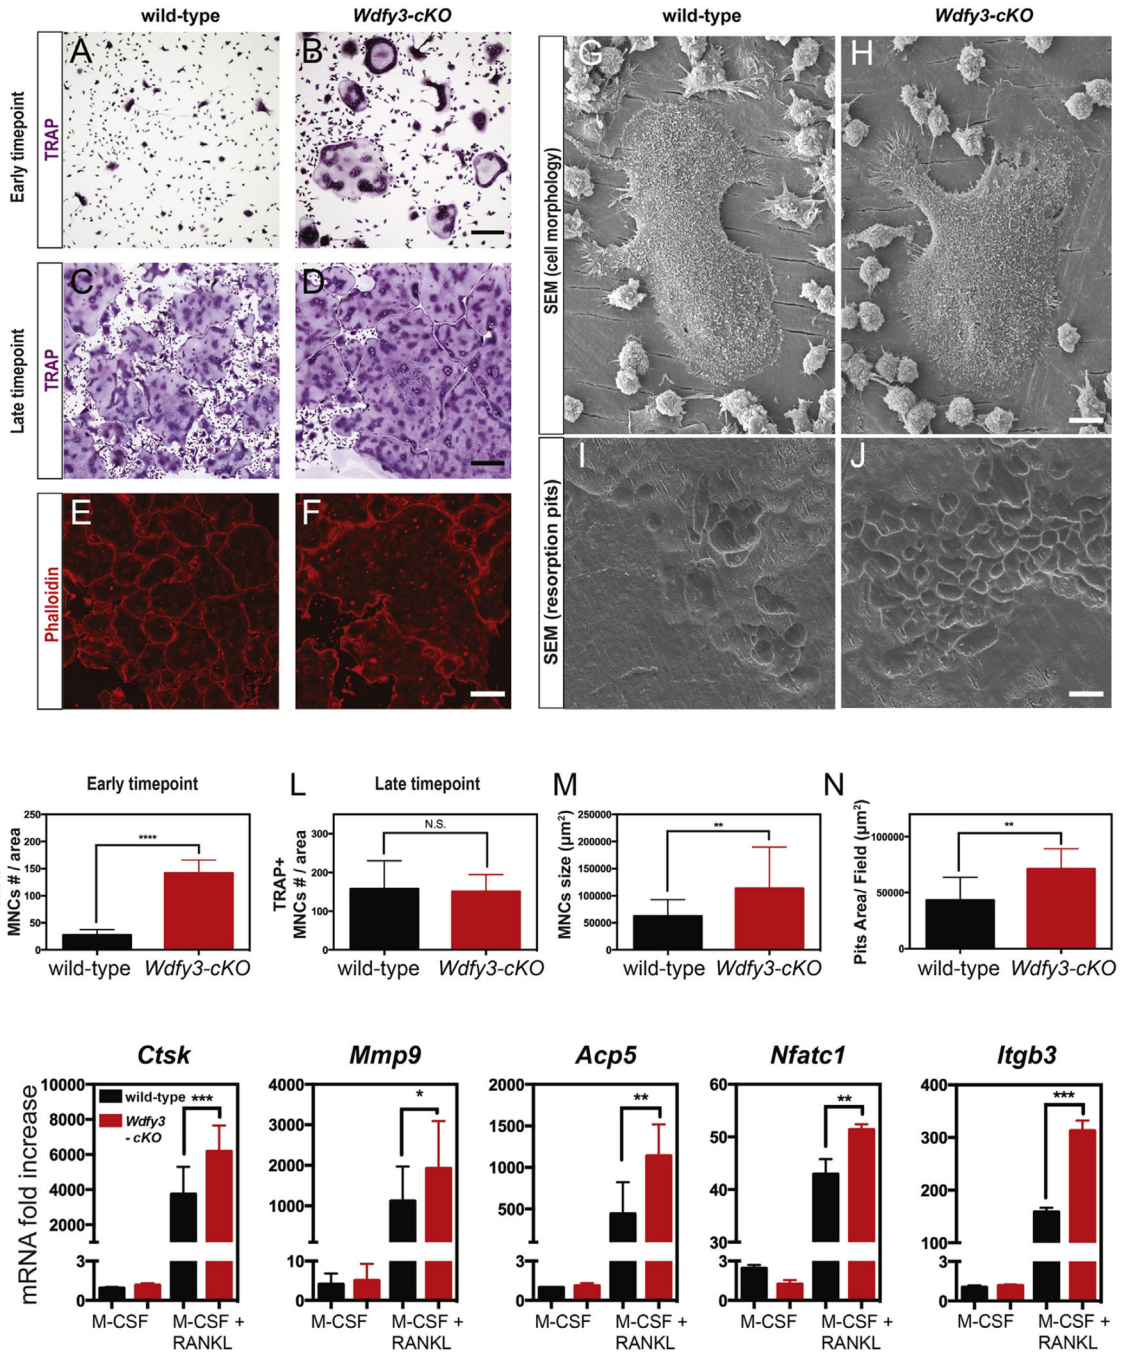 wild-type
Wdfy3-cKO
wild-type
Wdfy3-cKO
Early timepoint
TRAP
A
B
Late timepoint
TRAP
C
D
Phalloidin
E
F
SEM (cell morphology)
G
H
SEM (resorption pits)
I
J
Early timepoint
MNCs # / area
250
200
150
100
50
0
****
wild-type
Wdfy3-cKO
L
Late timepoint
TRAP+
MNCs # / area
300
200
100
0
N.S.
wild-type
Wdfy3-cKO
M
MNCs size (µm²)
250000
200000
150000
100000
50000
0
**
wild-type
Wdfy3-cKO
N
Pits Area/ Field (µm²)
100000
50000
0
**
wild-type
Wdfy3-cKO
mRNA fold increase
Ctsk
10000
8000
6000
4000
2000
3
0
wild-type
Wdfy3
- cKO
***
M-CSF
M-CSF +
RANKL
Mmp9
4000
3000
2000
1000
10
0
*
M-CSF
M-CSF +
RANKL
Acp5
2000
1500
1000
500
3
0
**
M-CSF
M-CSF +
RANKL
Nfatc1
60
50
40
30
3
0
**
M-CSF
M-CSF +
RANKL
Itgb3
400
300
200
100
3
0
***
M-CSF
M-CSF +
RANKL